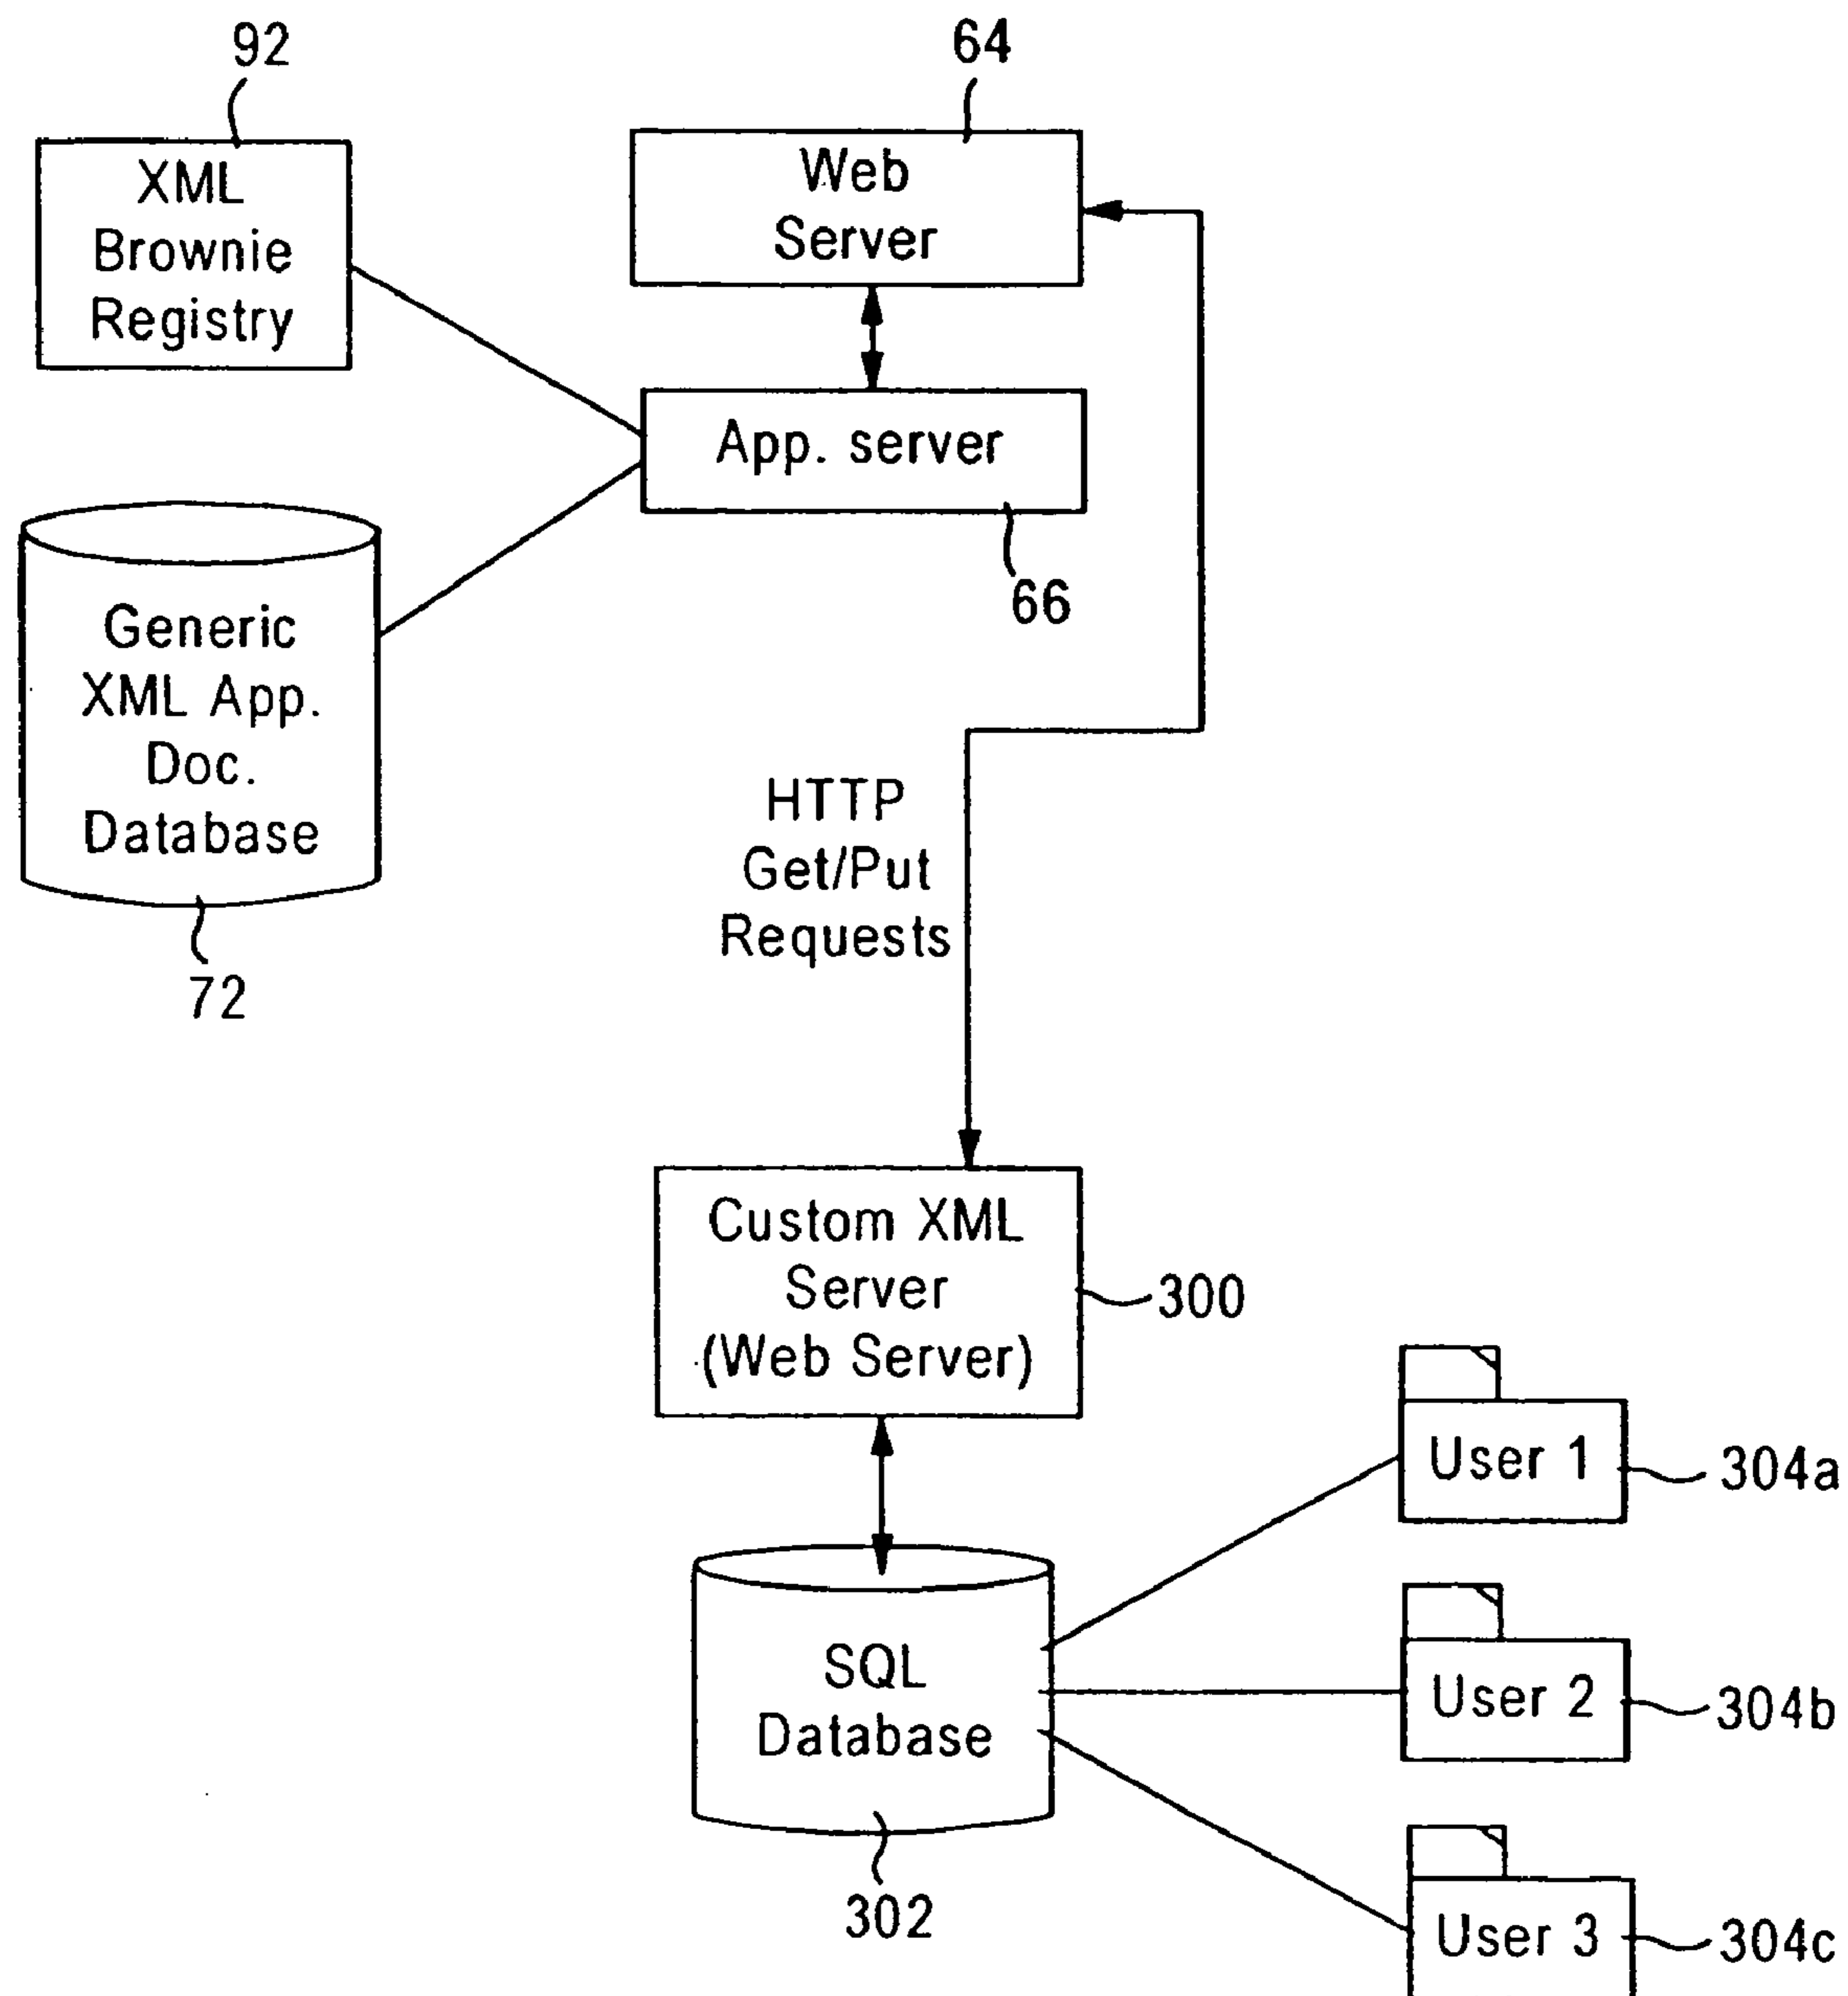 92
XML
Brownie
Registry
64
Web
Server
App. server
66
Generic
XML App.
Doc.
Database
72
HTTP
Get/Put
Requests
Custom XML
Server
(Web Server)
300
User 1
304a
SQL
Database
302
User 2
304b
User 3
304c